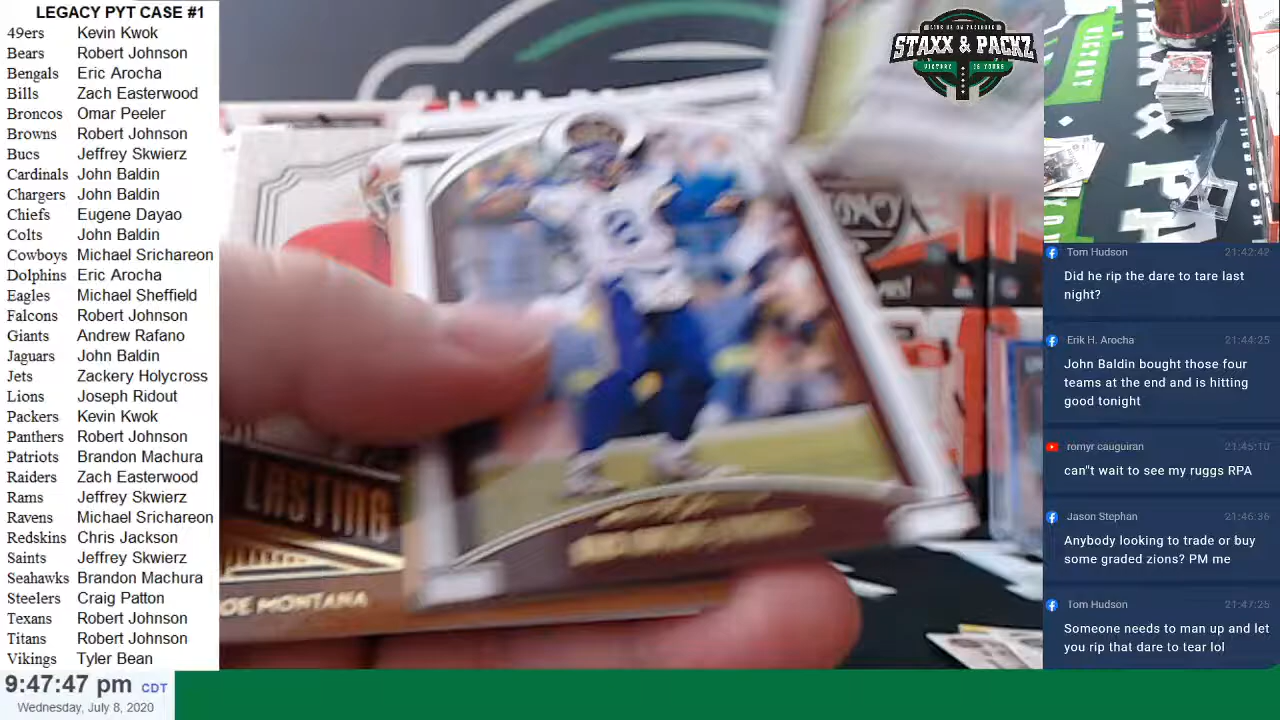 LEGACY PYT CASE #1
49ers Kevin Kwok
Bears Robert Johnson
Bengals Eric Arocha
Bills Zach Easterwood
Broncos Omar Peeler
Browns Robert Johnson
Bucs Jeffrey Skwierz
Cardinals John Baldin
Chargers John Baldin
Chiefs Eugene Dayao
Colts John Baldin
Cowboys Michael Srichareon
Dolphins Eric Arocha
Eagles Michael Sheffield
Falcons Robert Johnson
Giants Andrew Rafano
Jaguars John Baldin
Jets Zackery Holycross
Lions Joseph Ridout
Packers Kevin Kwok
Panthers Robert Johnson
Patriots Brandon Machura
Raiders Zach Easterwood
Rams Jeffrey Skwierz
Ravens Michael Srichareon
Redskins Chris Jackson
Saints Jeffrey Skwierz
Seahawks Brandon Machura
Steelers Craig Patton
Texans Robert Johnson
Titans Robert Johnson
Vikings Tyler Bean
9:47:47 pm CDT
Wednesday, July 8, 2020
LASTING
OE MONTANA
LEGACY
STAXX & PACKZ
VICTORY IS YOURS
VICTORY
Tom Hudson 21:42:42
Did he rip the dare to tare last
night?
Erik H. Arocha 21:44:25
John Baldin bought those four
teams at the end and is hitting
good tonight
romyr cauguiran 21:45:10
can"t wait to see my ruggs RPA
Jason Stephan 21:46:36
Anybody looking to trade or buy
some graded zions? PM me
Tom Hudson 21:47:25
Someone needs to man up and let
you rip that dare to tear lol